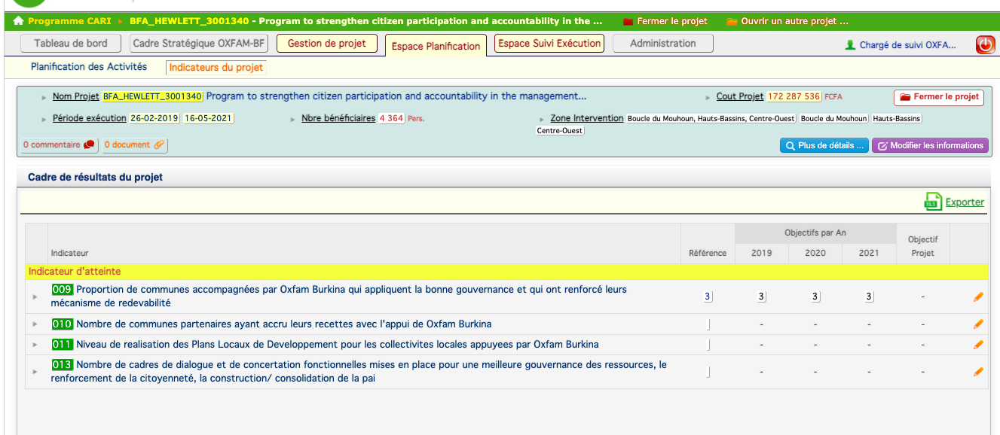 Programme CARI BFA_HEWLETT_3001340 - Program to strengthen citizen participation and accountability in the ... Fermer le projet Ouvrir un autre projet ...
Tableau de bord Cadre Stratégique OXFAM-BF Gestion de projet Espace Planification Espace Suivi Exécution Administration Chargé de suivi OXFA...
Planification des Activités Indicateurs du projet
Nom Projet BFA_HEWLETT_3001340 Program to strengthen citizen participation and accountability in the management... Cout Projet 172 287 536 FCFA Fermer le projet
Période exécution 26-02-2019 16-05-2021 Nbre bénéficiaires 4 364 Pers. Zone Intervention Boucle du Mouhoun, Hauts-Bassins, Centre-Ouest Boucle du Mouhoun Hauts-Bassins
Centre-Ouest
0 commentaire 0 document Plus de détails ... Modifier les informations
Cadre de résultats du projet
XLS Exporter
Indicateur Référence Objectifs par An Objectif
2019 2020 2021 Projet
Indicateur d'atteinte
009 Proportion de communes accompagnées par Oxfam Burkina qui appliquent la bonne gouvernance et qui ont renforcé leurs
mécanisme de redevabilité 3 3 3 3 -
010 Nombre de communes partenaires ayant accru leurs recettes avec l'appui de Oxfam Burkina - - - -
011 Niveau de realisation des Plans Locaux de Developpement pour les collectivites locales appuyees par Oxfam Burkina - - - -
013 Nombre de cadres de dialogue et de concertation fonctionnelles mises en place pour une meilleure gouvernance des ressources, le
renforcement de la citoyenneté, la construction/ consolidation de la pai - - - -